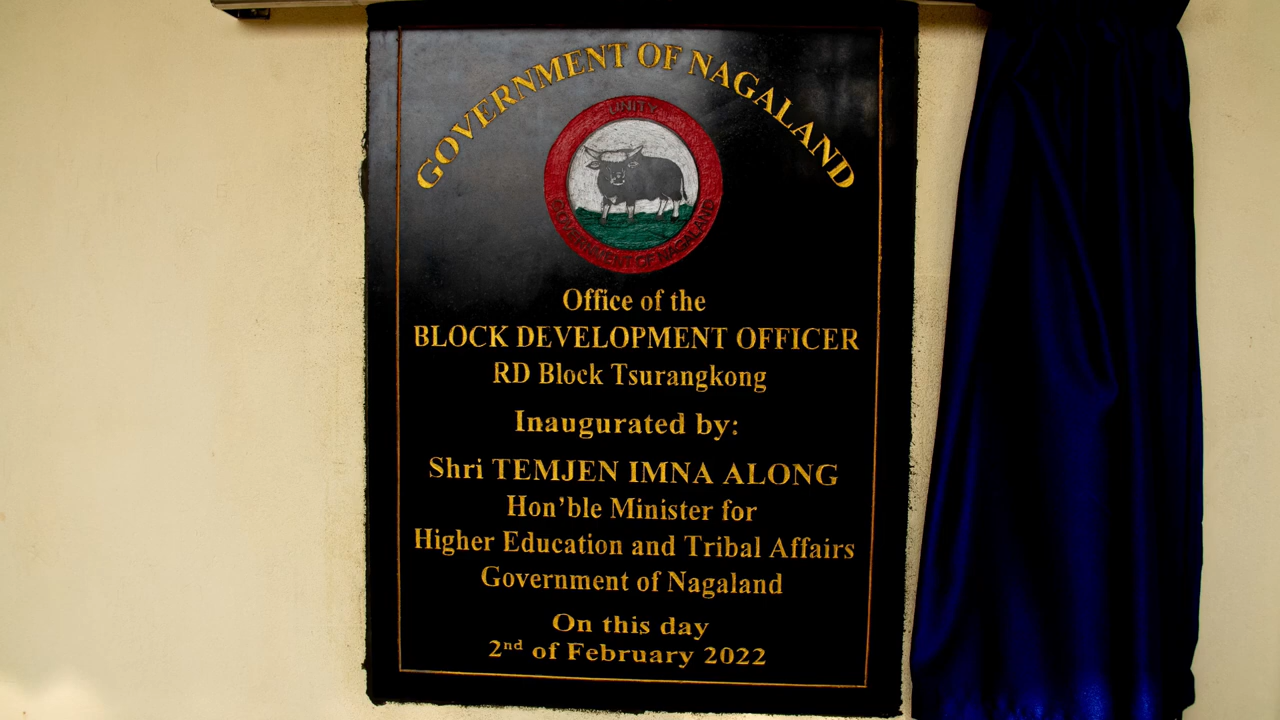 GOVERNMENT OF NAGALAND
UNITY
GOVERNMENT OF NAGALAND
Office of the
BLOCK DEVELOPMENT OFFICER
RD Block Tsurangkong
Inaugurated by:
Shri TEMJEN IMNA ALONG
Hon'ble Minister for
Higher Education and Tribal Affairs
Government of Nagaland
On this day
2nd of February 2022